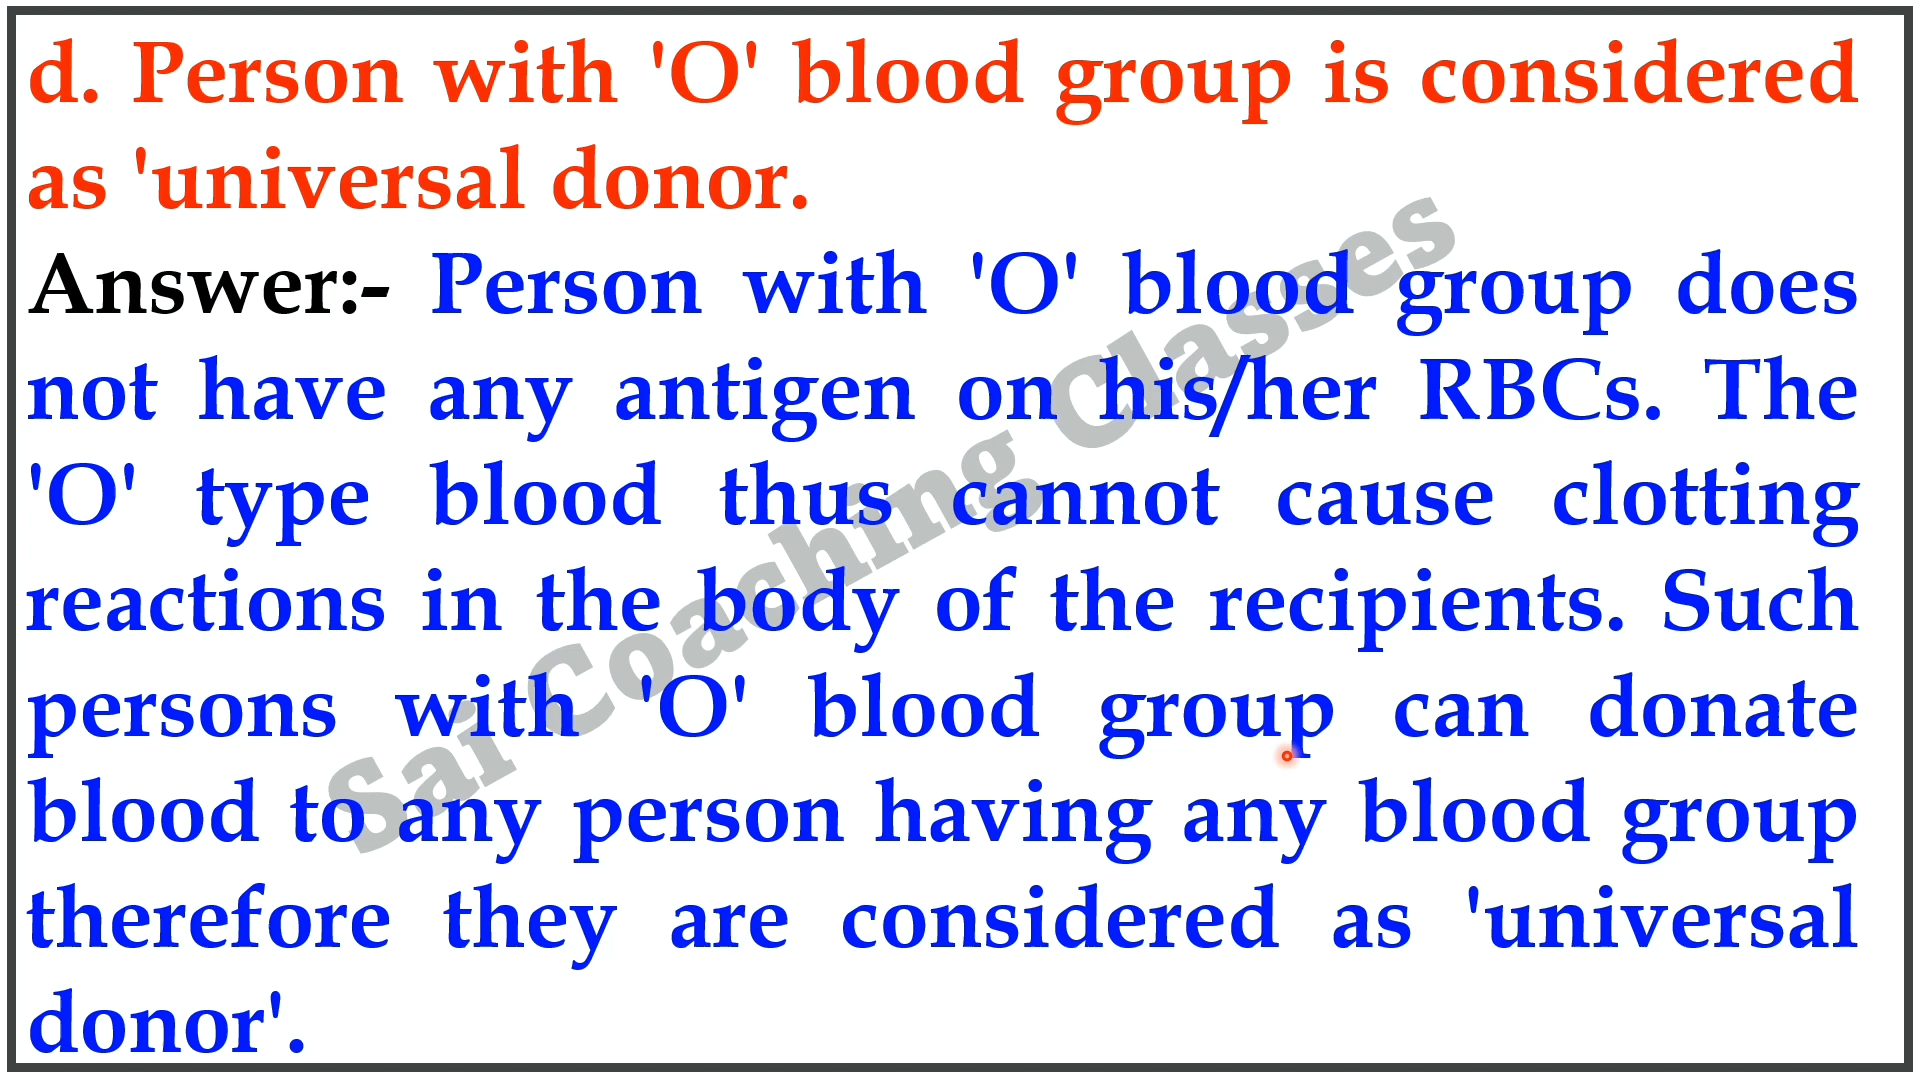 d. Person with 'O' blood group is considered
as 'universal donor.
Answer:- Person with 'O' blood group does
not have any antigen on his/her RBCs. The
'O' type blood thus cannot cause clotting
reactions in the body of the recipients. Such
persons with 'O' blood group can donate
blood to any person having any blood group
therefore they are considered as 'universal
donor'.
Sai Coaching Classes